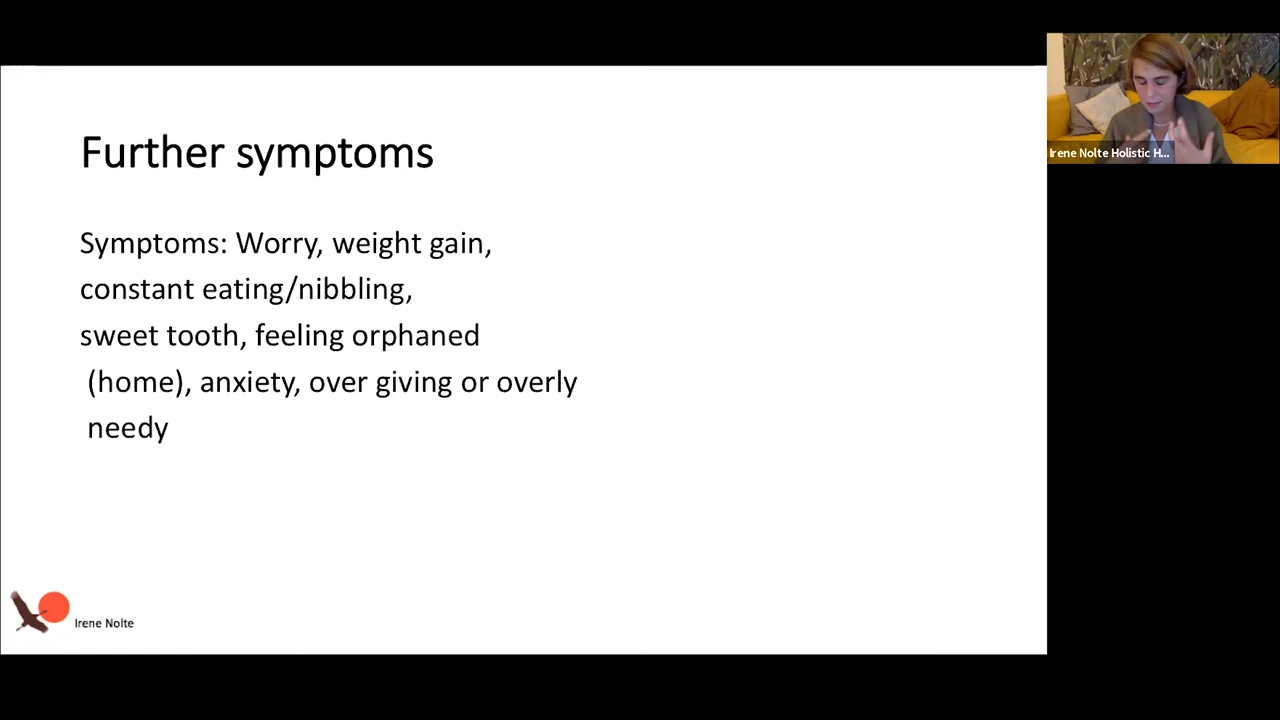 Further symptoms
Symptoms: Worry, weight gain,
constant eating/nibbling,
sweet tooth, feeling orphaned
(home), anxiety, over giving or overly
needy
Irene Nolte
Irene Nolte Holistic H...